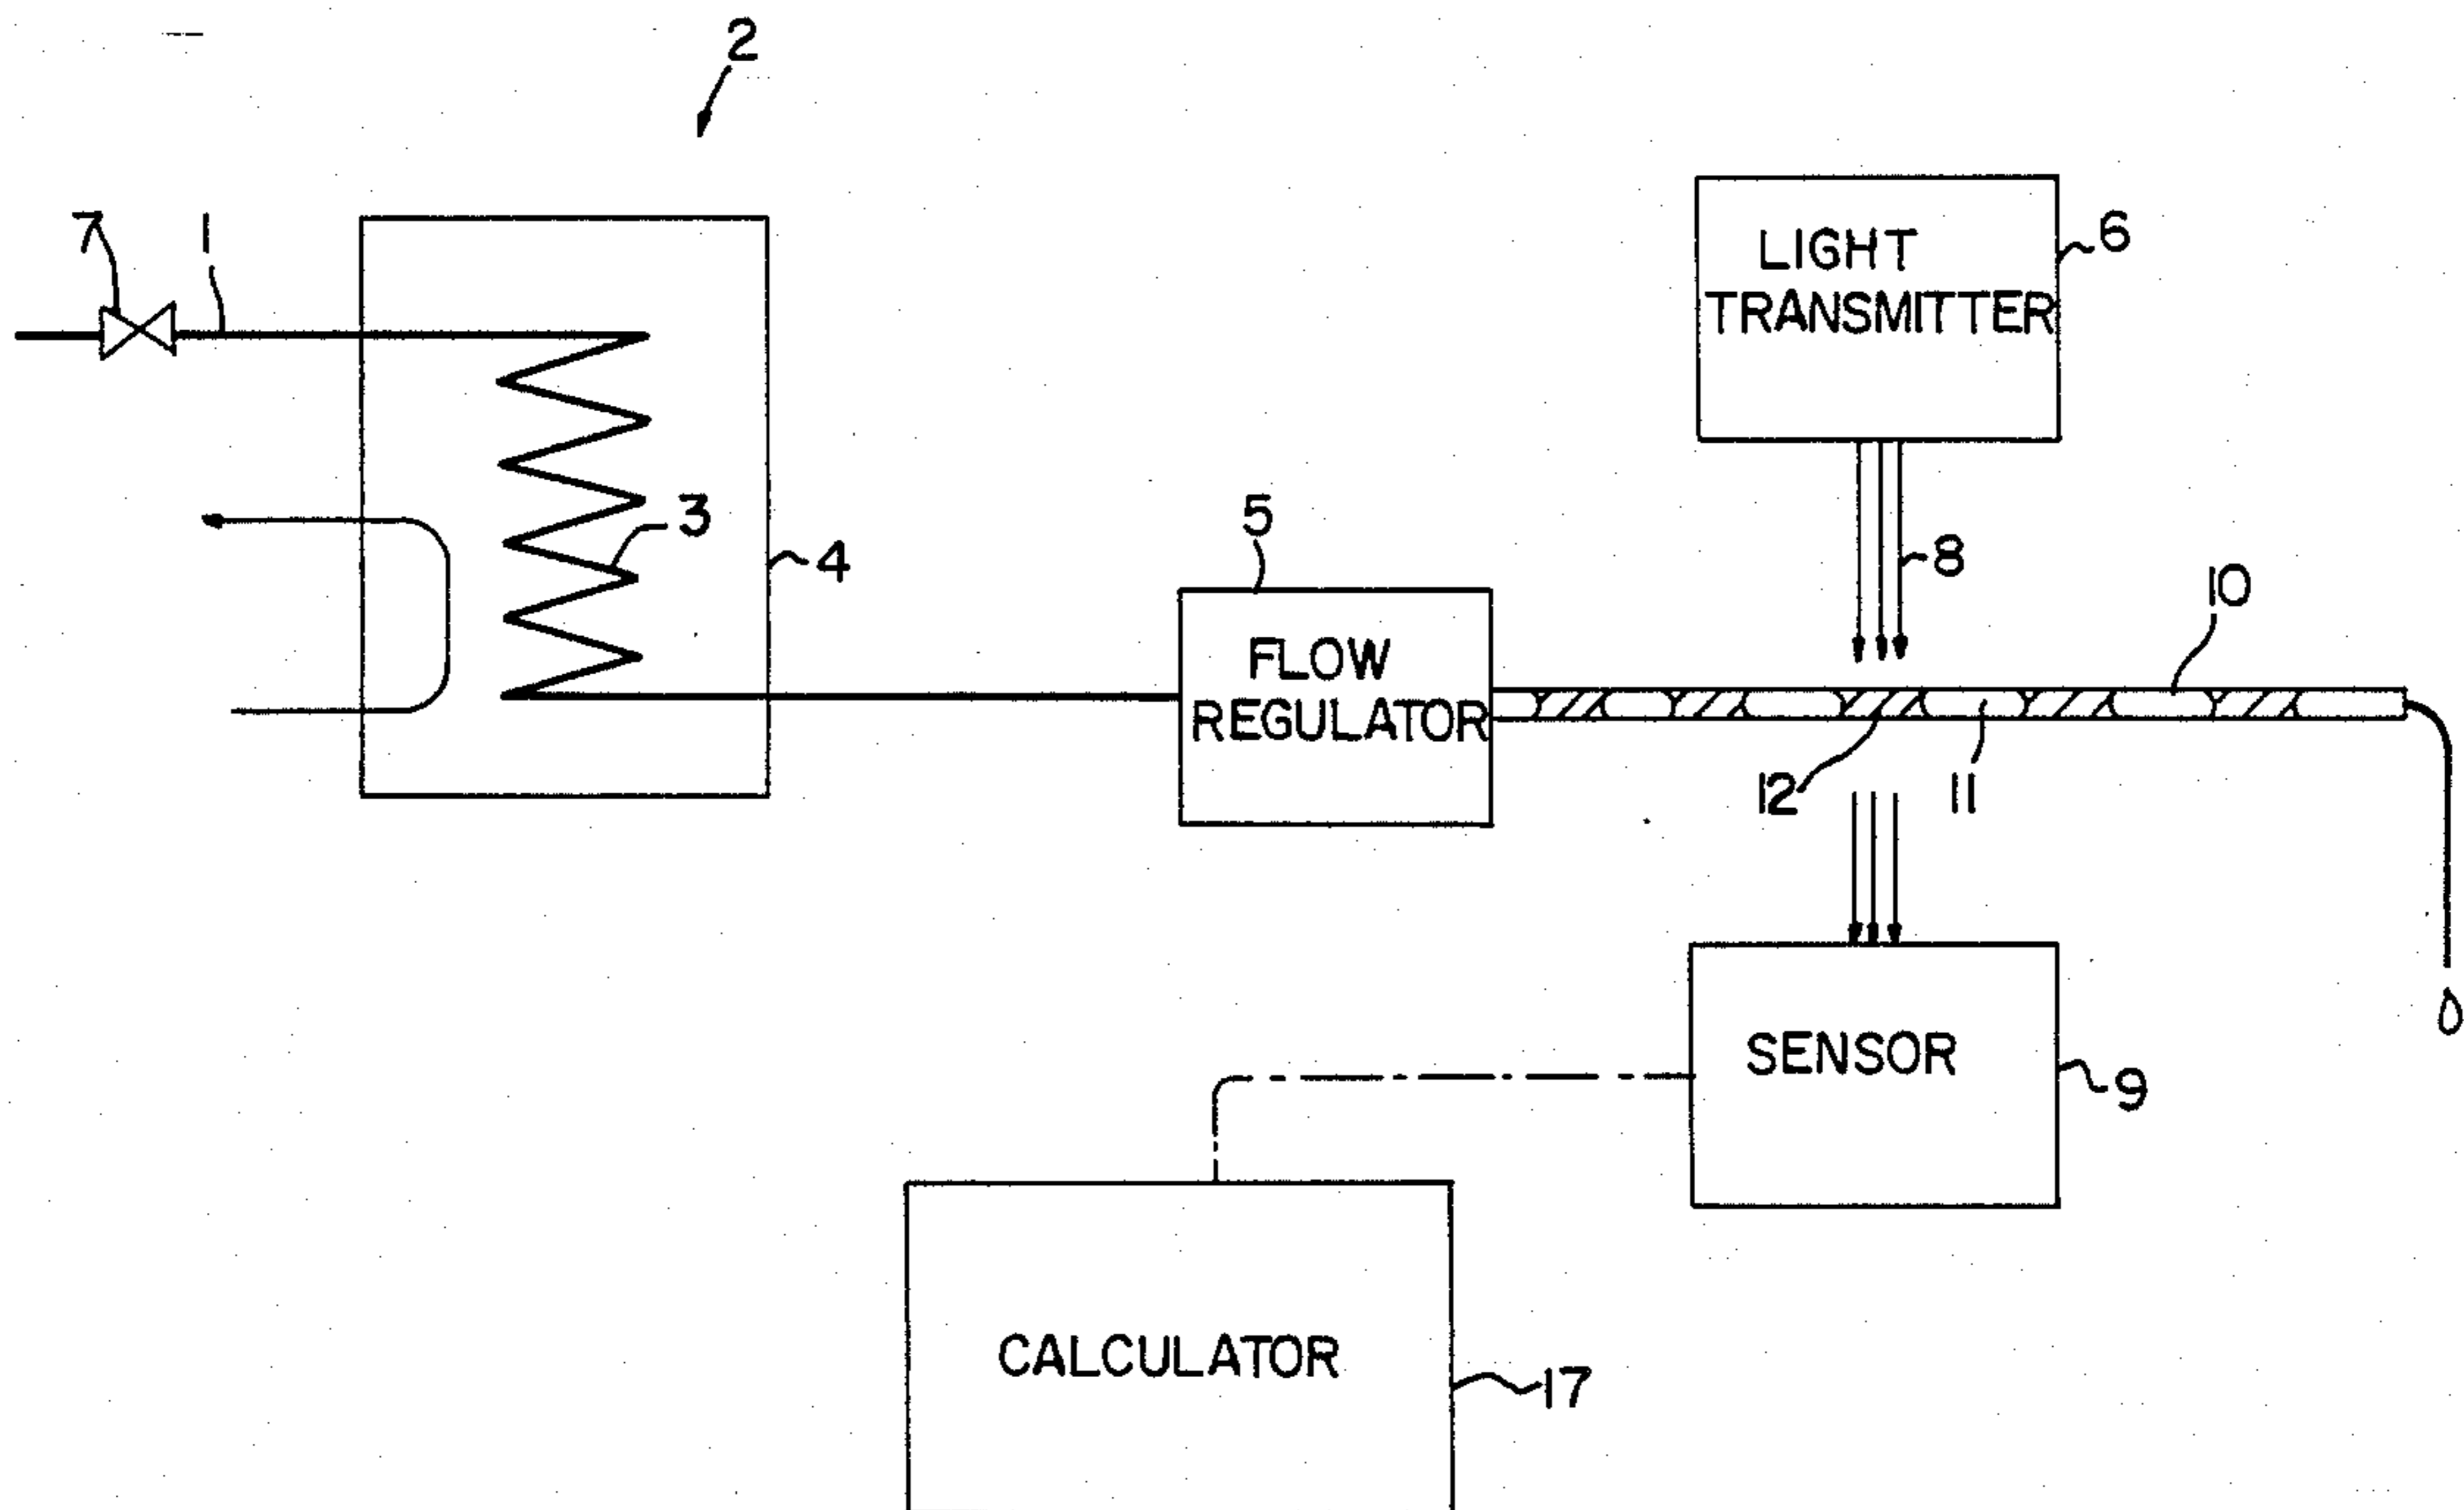 2
7
1
LIGHT
TRANSMITTER
6
3
4
5
8
10
FLOW
REGULATOR
12
11
SENSOR
9
CALCULATOR
17